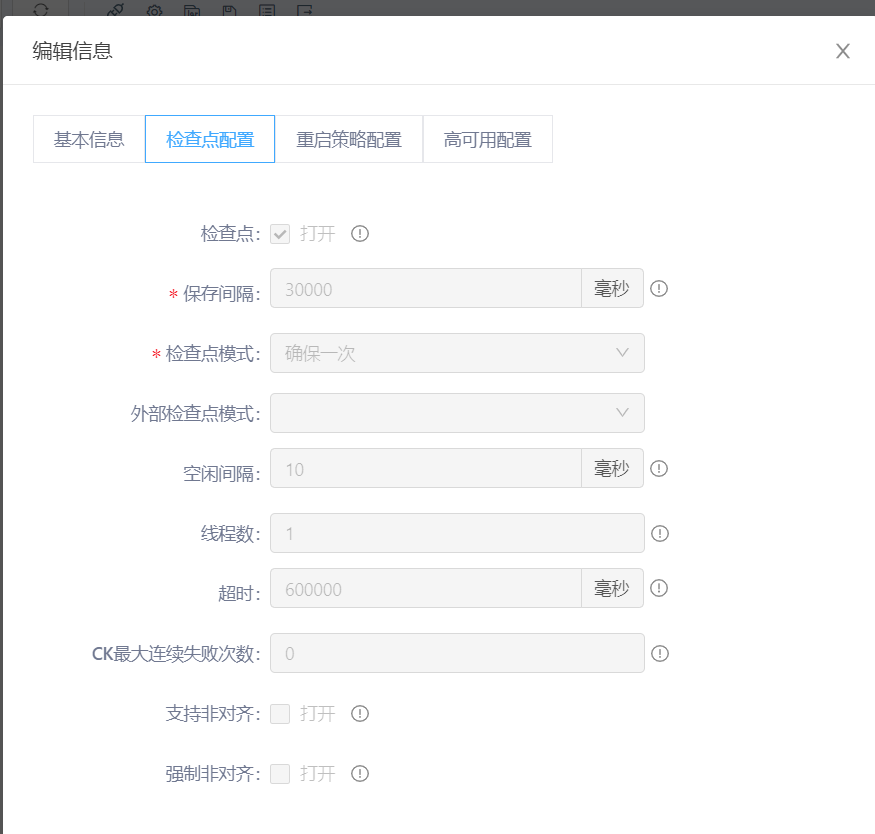 编辑信息
基本信息 检查点配置 重启策略配置 高可用配置
检查点: 打开
* 保存间隔: 30000 毫秒
* 检查点模式: 确保一次
外部检查点模式:
空闲间隔: 10 毫秒
线程数: 1
超时: 600000 毫秒
CK最大连续失败次数: 0
支持非对齐: 打开
强制非对齐: 打开